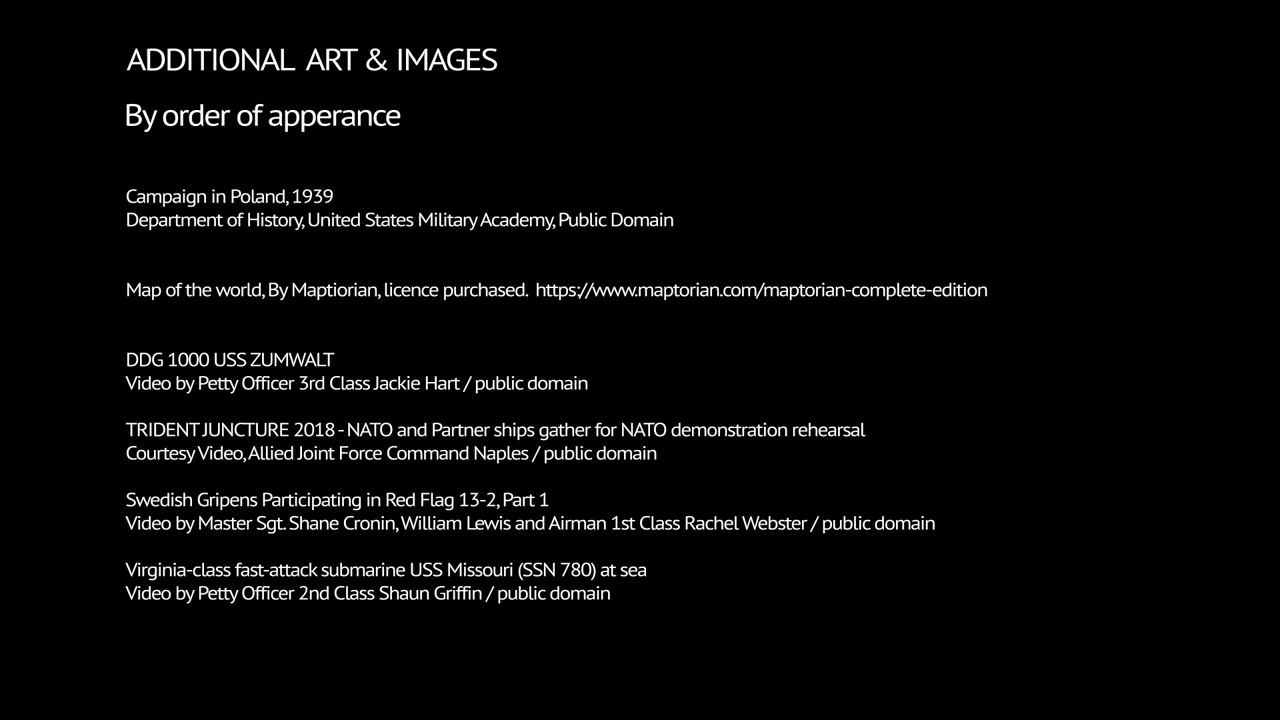 ADDITIONAL ART & IMAGES
By order of apperance
Campaign in Poland, 1939
Department of History, United States Military Academy, Public Domain
Map of the world, By Maptiorian, licence purchased. https://www.maptorian.com/maptorian-complete-edition
DDG 1000 USS ZUMWALT
Video by Petty Officer 3rd Class Jackie Hart / public domain
TRIDENT JUNCTURE 2018 - NATO and Partner ships gather for NATO demonstration rehearsal
Courtesy Video, Allied Joint Force Command Naples / public domain
Swedish Gripens Participating in Red Flag 13-2, Part 1
Video by Master Sgt. Shane Cronin, William Lewis and Airman 1st Class Rachel Webster / public domain
Virginia-class fast-attack submarine USS Missouri (SSN 780) at sea
Video by Petty Officer 2nd Class Shaun Griffin / public domain